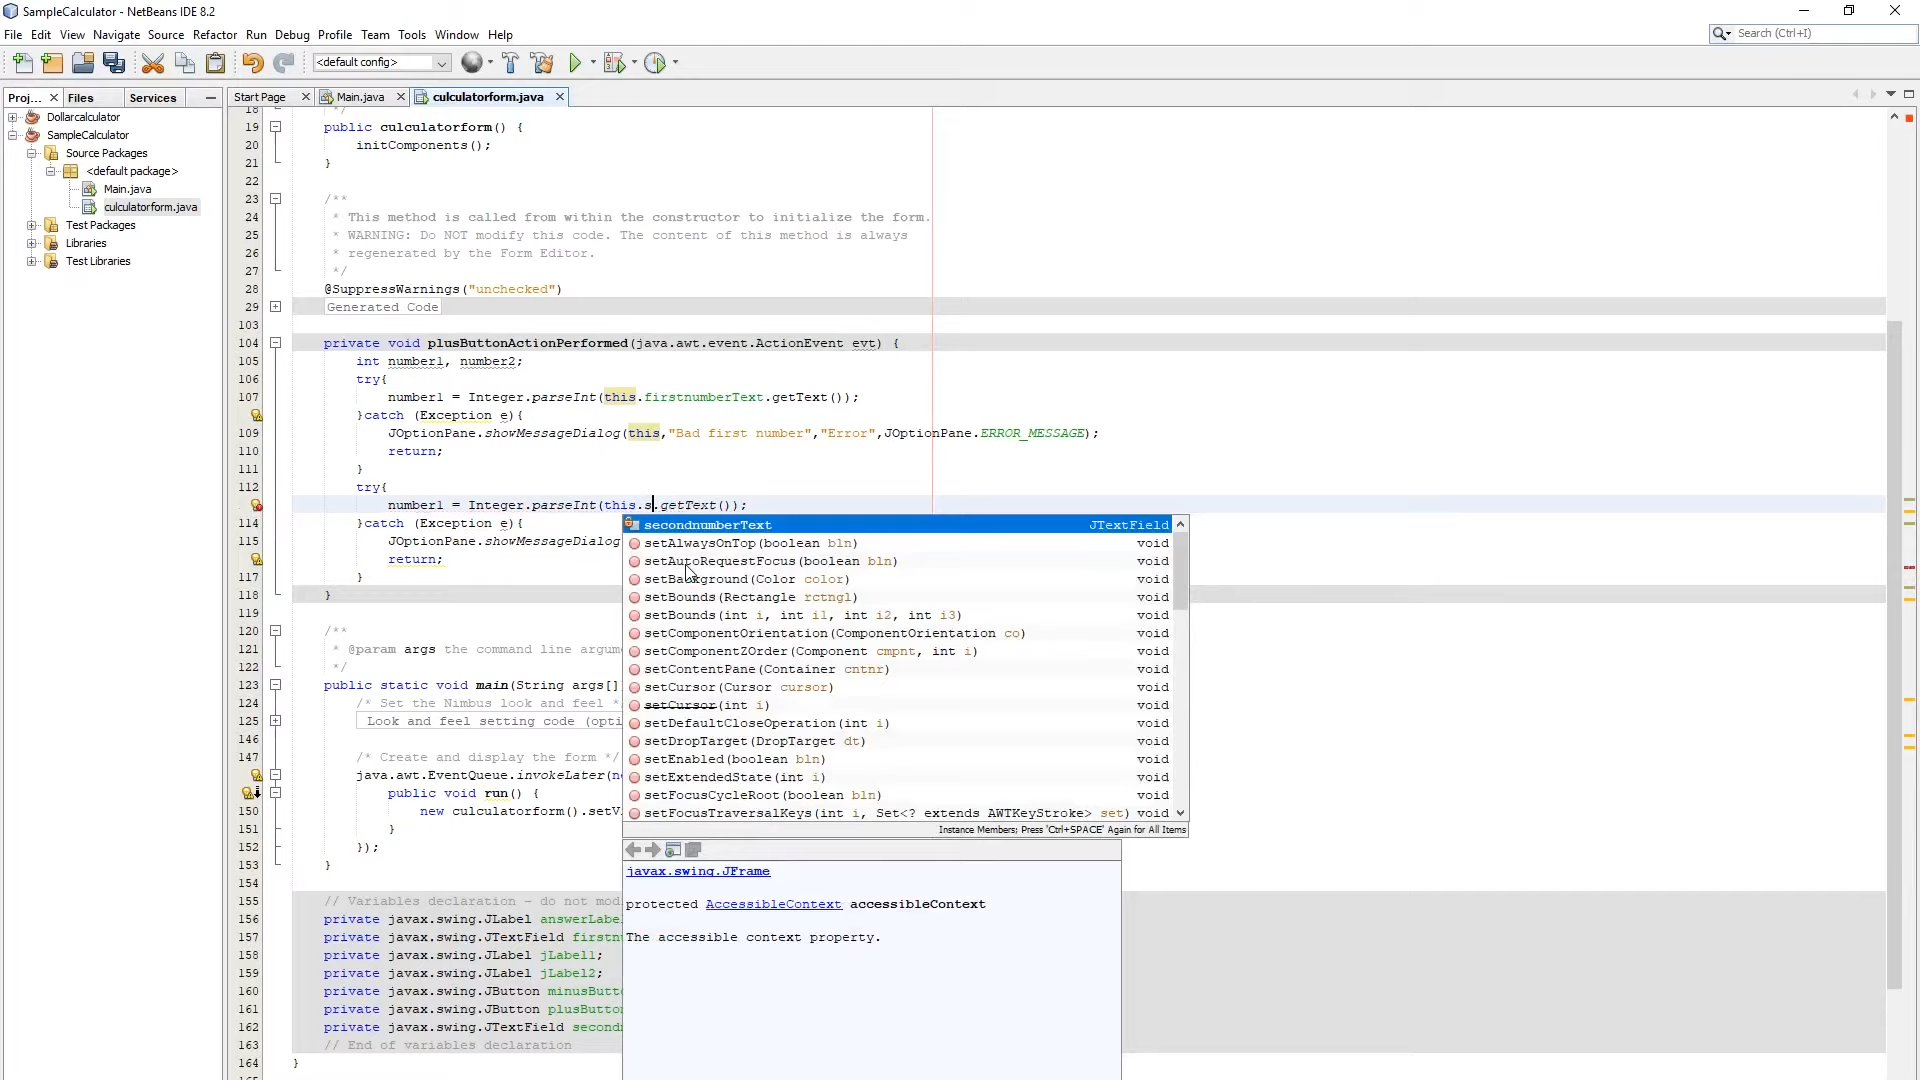 SampleCalculator - NetBeans IDE 8.2
File Edit View Navigate Source Refactor Run Debug Profile Team Tools Window Help
Search (Ctrl+I)
<default config>
Proj... Files Services
Start Page Main.java culculatorform.java
Dollarcalculator
SampleCalculator
Source Packages
<default package>
Main.java
culculatorform.java
Test Packages
Libraries
Test Libraries
18 */
19 public culculatorform() {
20 initComponents();
21 }
22
23 /**
24 * This method is called from within the constructor to initialize the form.
25 * WARNING: Do NOT modify this code. The content of this method is always
26 * regenerated by the Form Editor.
27 */
28 @SuppressWarnings("unchecked")
29 Generated Code
103
104 private void plusButtonActionPerformed(java.awt.event.ActionEvent evt) {
105 int number1, number2;
106 try{
107 number1 = Integer.parseInt(this.firstnumberText.getText());
}catch (Exception e){
109 JOptionPane.showMessageDialog(this,"Bad first number","Error",JOptionPane.ERROR_MESSAGE);
110 return;
111 }
112 try{
number1 = Integer.parseInt(this.s.getText());
114 }catch (Exception e){
115 JOptionPane.showMessageDialog
return;
117 }
118 }
119
120 /**
121 * @param args the command line argume
122 */
123 public static void main(String args[]
124 /* Set the Nimbus look and feel *
125 Look and feel setting code (opti
146
147 /* Create and display the form */
java.awt.EventQueue.invokeLater(ne
public void run() {
150 new culculatorform().setVi
151 }
152 });
153 }
154
155 // Variables declaration - do not modi
156 private javax.swing.JLabel answerLabel
157 private javax.swing.JTextField firstnu
158 private javax.swing.JLabel jLabel1;
159 private javax.swing.JLabel jLabel2;
160 private javax.swing.JButton minusButto
161 private javax.swing.JButton plusButton
162 private javax.swing.JTextField secondn
163 // End of variables declaration
164 }
secondnumberText JTextField
setAlwaysOnTop(boolean bln) void
setAutoRequestFocus(boolean bln) void
setBackground(Color color) void
setBounds(Rectangle rctngl) void
setBounds(int i, int i1, int i2, int i3) void
setComponentOrientation(ComponentOrientation co) void
setComponentZOrder(Component cmpnt, int i) void
setContentPane(Container cntnr) void
setCursor(Cursor cursor) void
setCursor(int i) void
setDefaultCloseOperation(int i) void
setDropTarget(DropTarget dt) void
setEnabled(boolean bln) void
setExtendedState(int i) void
setFocusCycleRoot(boolean bln) void
setFocusTraversalKeys(int i, Set<? extends AWTKeyStroke> set) void
Instance Members; Press 'Ctrl+SPACE' Again for All Items
javax.swing.JFrame
protected AccessibleContext accessibleContext
The accessible context property.